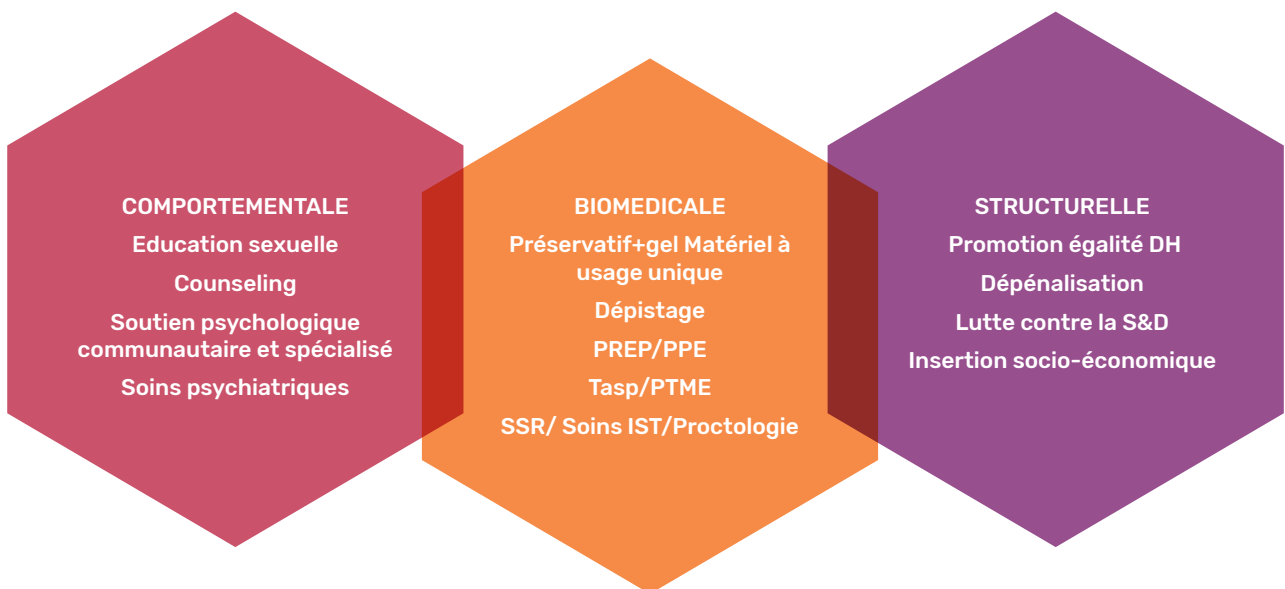 COMPORTEMENTALE
Education sexuelle
Counseling
Soutien psychologique
communautaire et spécialisé
Soins psychiatriques
BIOMEDICALE
Préservatif+gel Matériel à
usage unique
Dépistage
PREP/PPE
Tasp/PTME
SSR/ Soins IST/Proctologie
STRUCTURELLE
Promotion égalité DH
Dépénalisation
Lutte contre la S&D
Insertion socio-économique